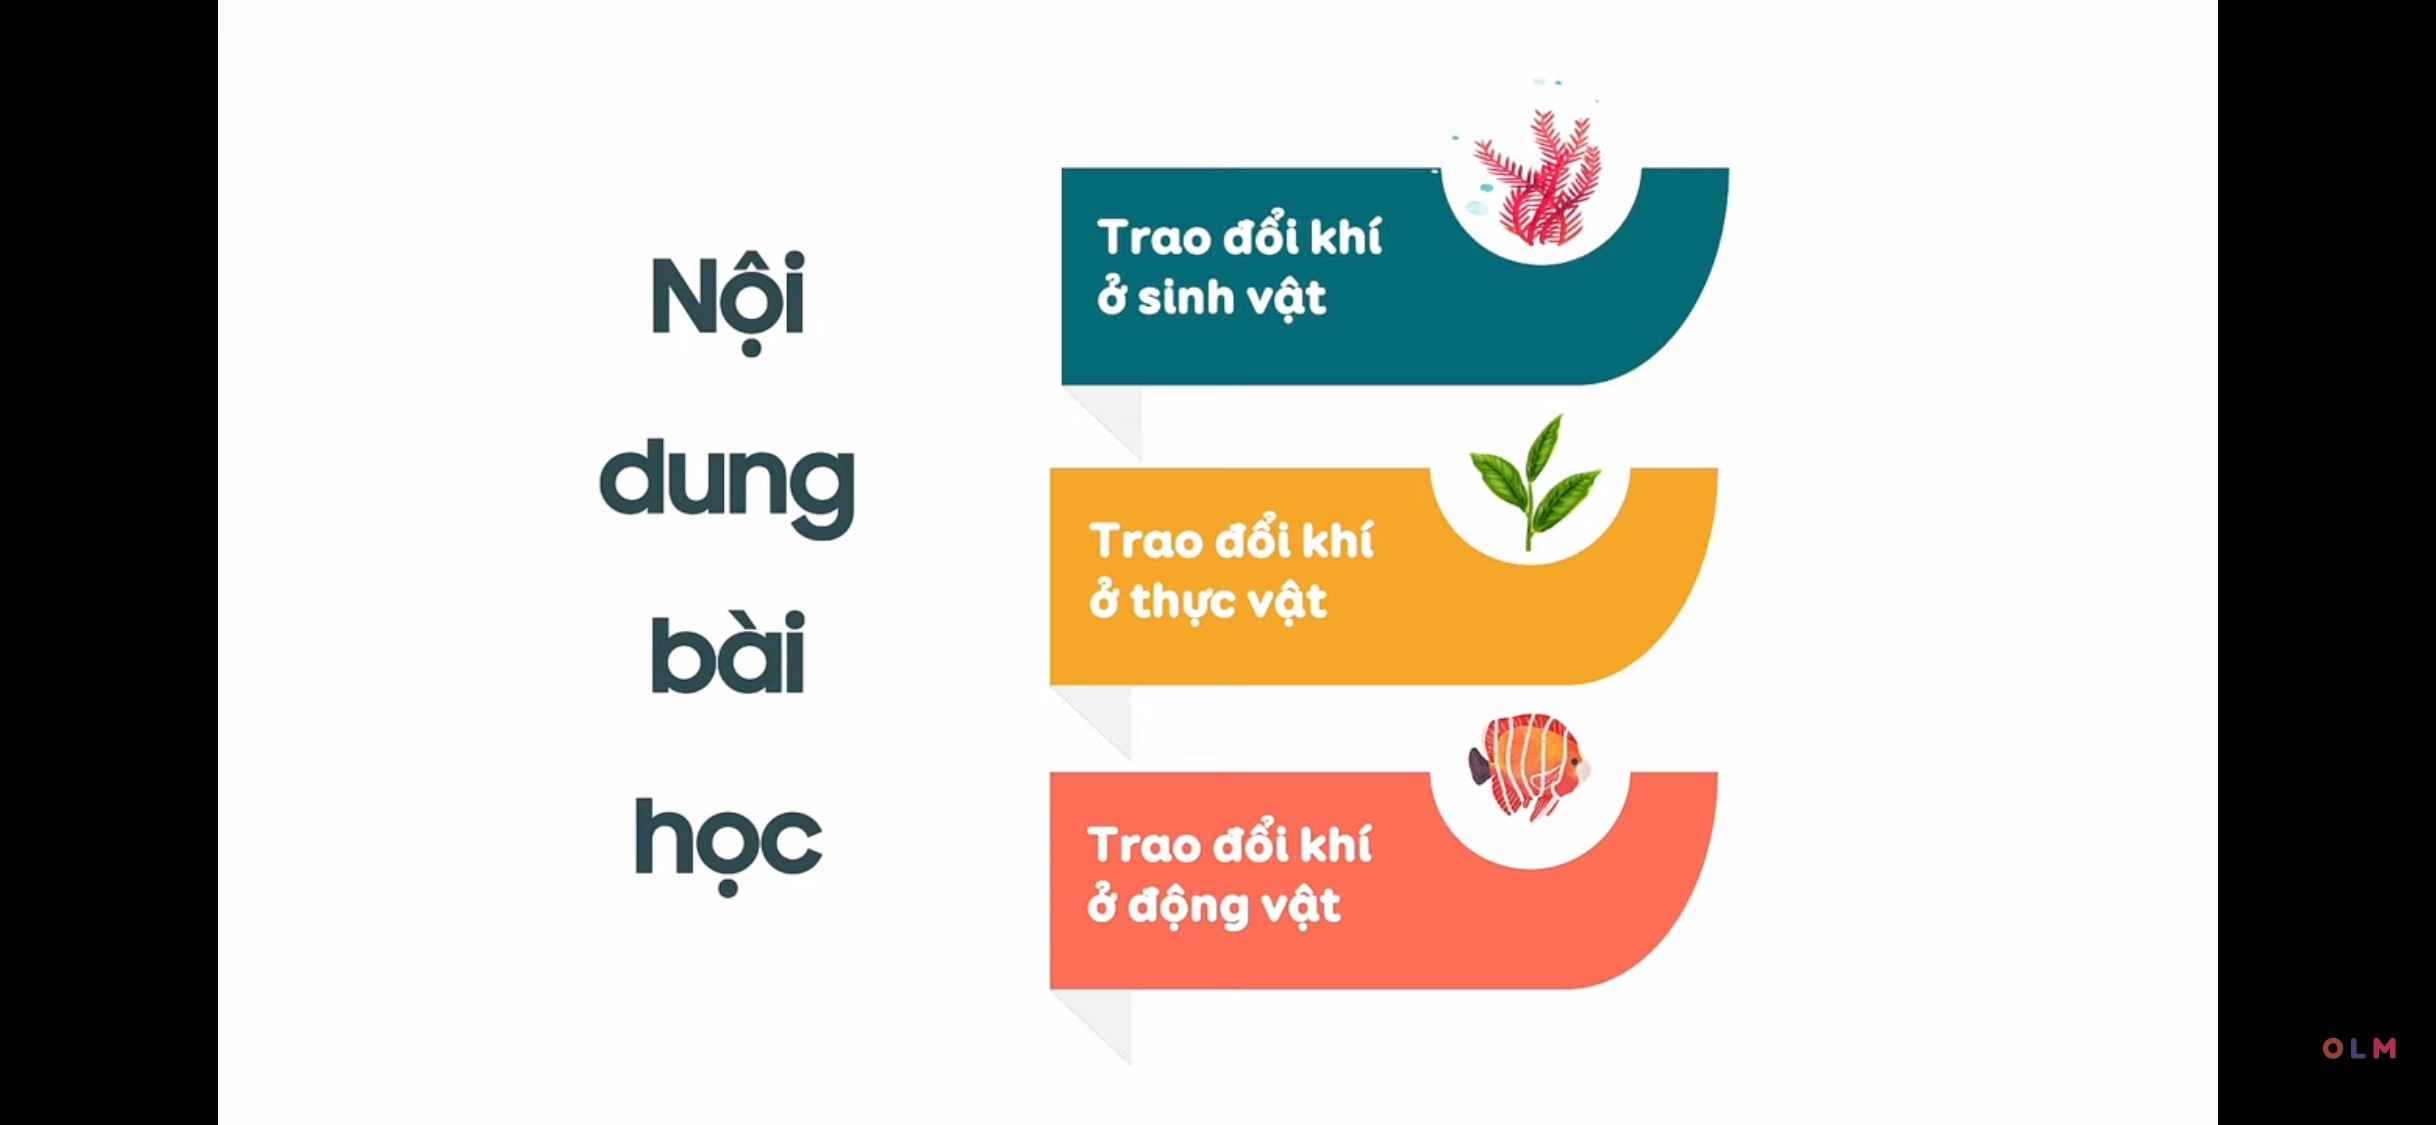 Nội
dung
bài
học
Trao đổi khí
ở sinh vật
Trao đổi khí
ở thực vật
Trao đổi khí
ở động vật
OLM